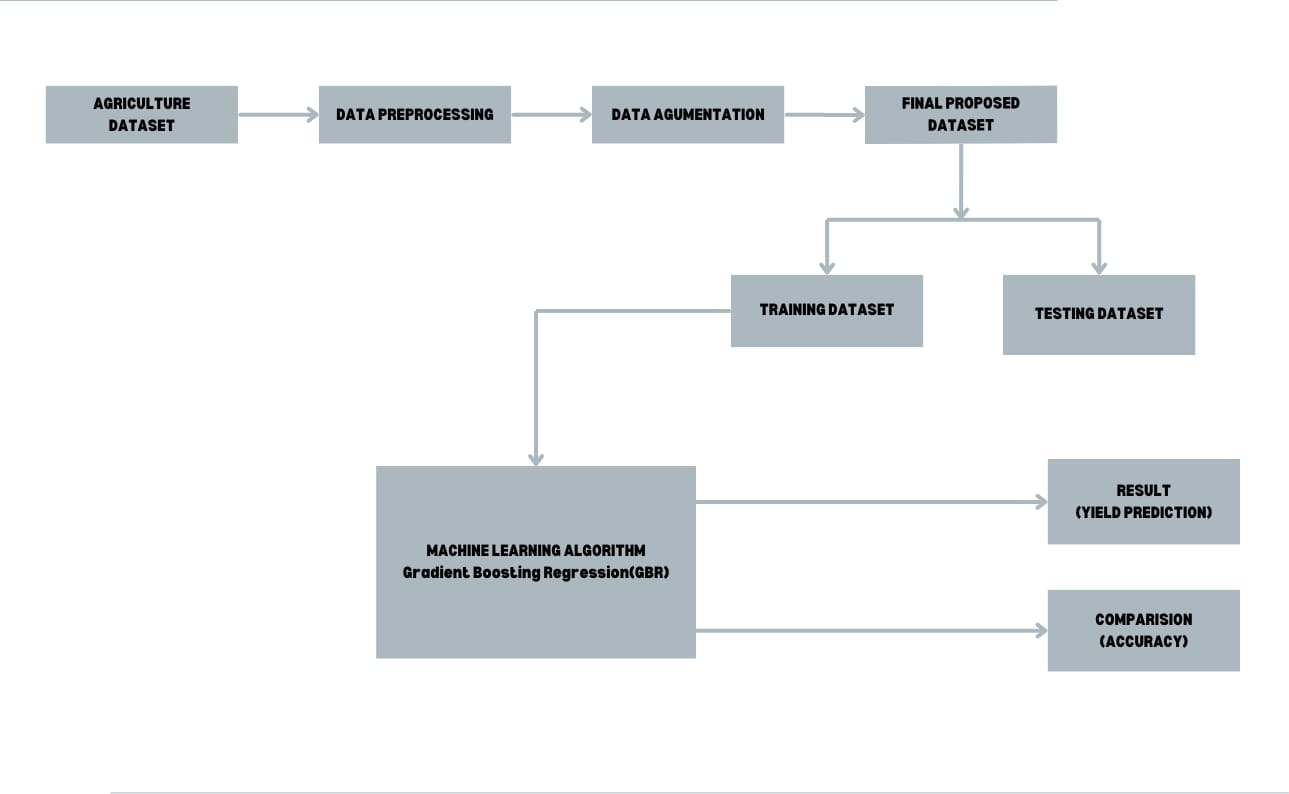 AGRICULTURE
DATASET
DATA PREPROCESSING
DATA AGUMENTATION
FINAL PROPOSED
DATASET
TRAINING DATASET
TESTING DATASET
MACHINE LEARNING ALGORITHM
Gradient Boosting Regression(GBR)
RESULT
(YIELD PREDICTION)
COMPARISION
(ACCURACY)